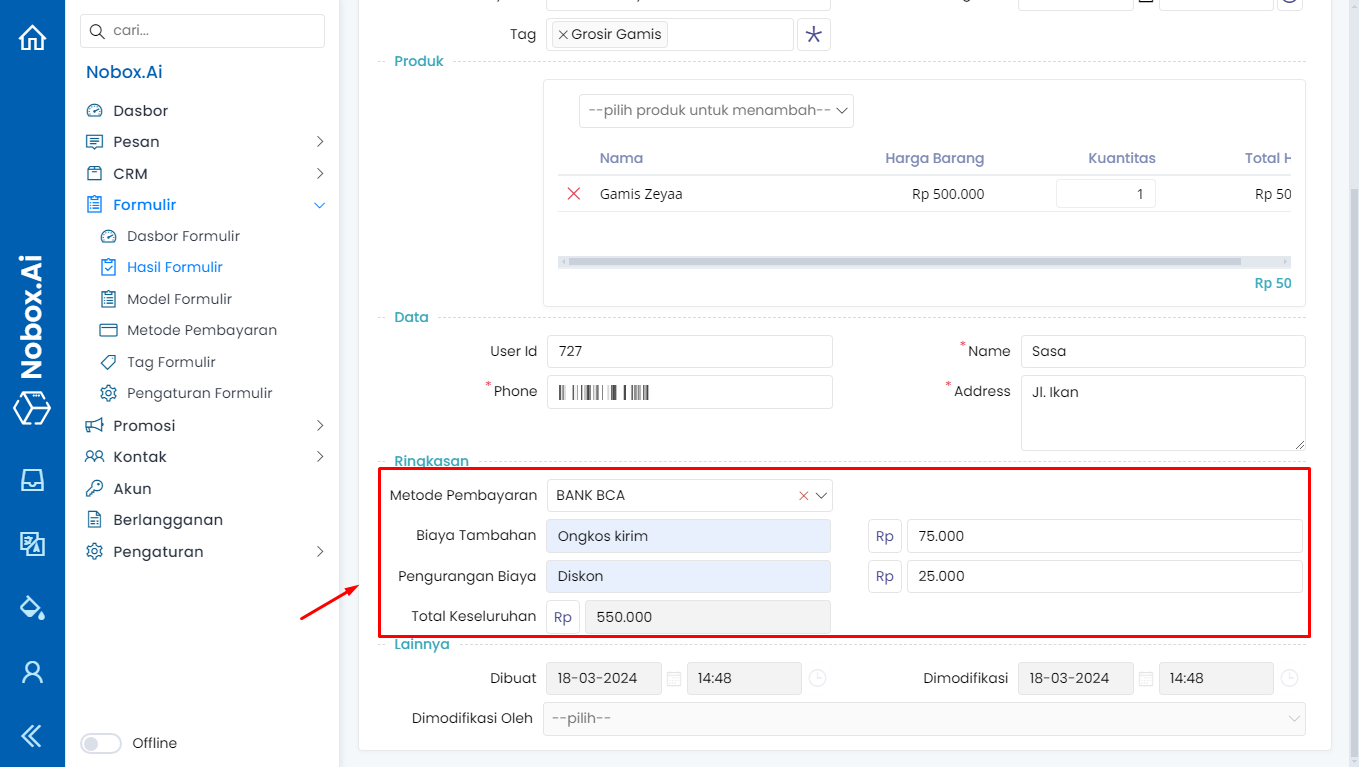 cari...
Nobox.Ai
Dasbor
Pesan
CRM
Formulir
Dasbor Formulir
Hasil Formulir
Model Formulir
Metode Pembayaran
Tag Formulir
Pengaturan Formulir
Promosi
Kontak
Akun
Berlangganan
Pengaturan
Offline
Nobox.Ai
Tag × Grosir Gamis
Produk
--pilih produk untuk menambah--
Nama Harga Barang Kuantitas Total H
Gamis Zeyaa Rp 500.000 1 Rp 50
Rp 50
Data
User Id 727 *Name Sasa
*Phone *Address Jl. Ikan
Ringkasan
Metode Pembayaran BANK BCA
Biaya Tambahan Ongkos kirim Rp 75.000
Pengurangan Biaya Diskon Rp 25.000
Total Keseluruhan Rp 550.000
Lainnya
Dibuat 18-03-2024 14:48 Dimodifikasi 18-03-2024 14:48
Dimodifikasi Oleh --pilih--